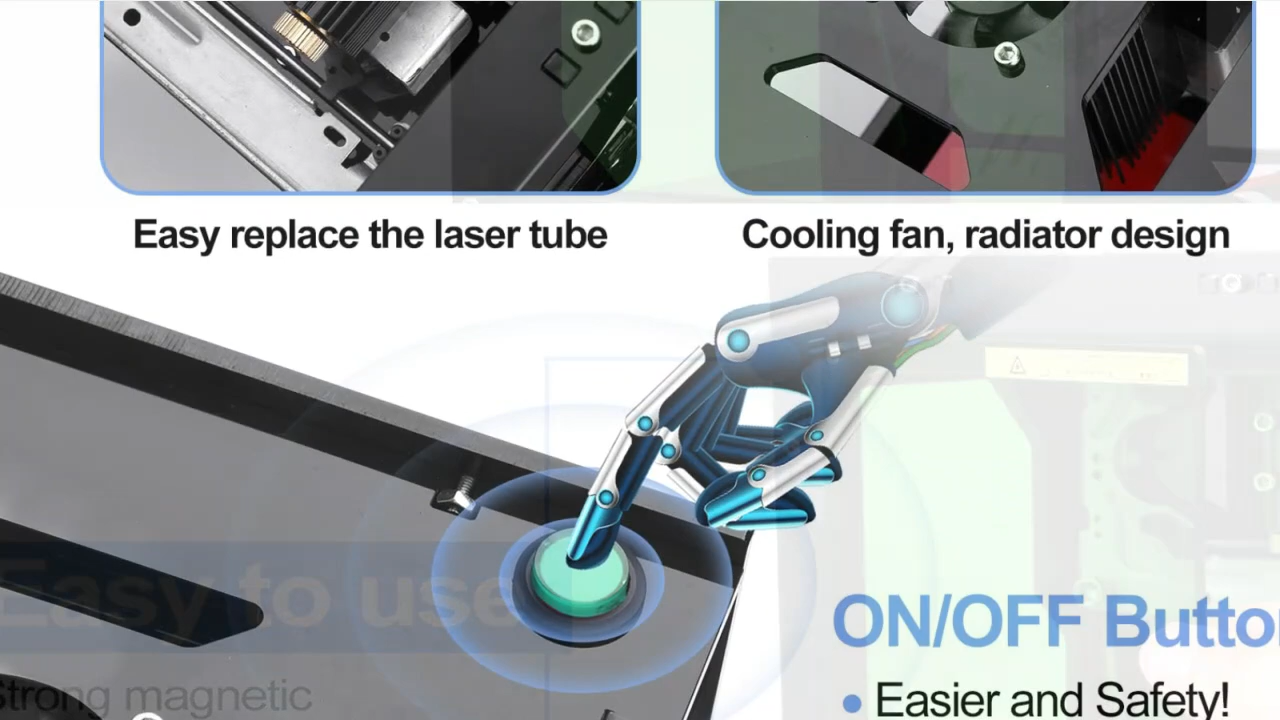 Easy replace the laser tube
Cooling fan, radiator design
Easy to use
ON/OFF Butto
Strong magnetic
Easier and Safety!